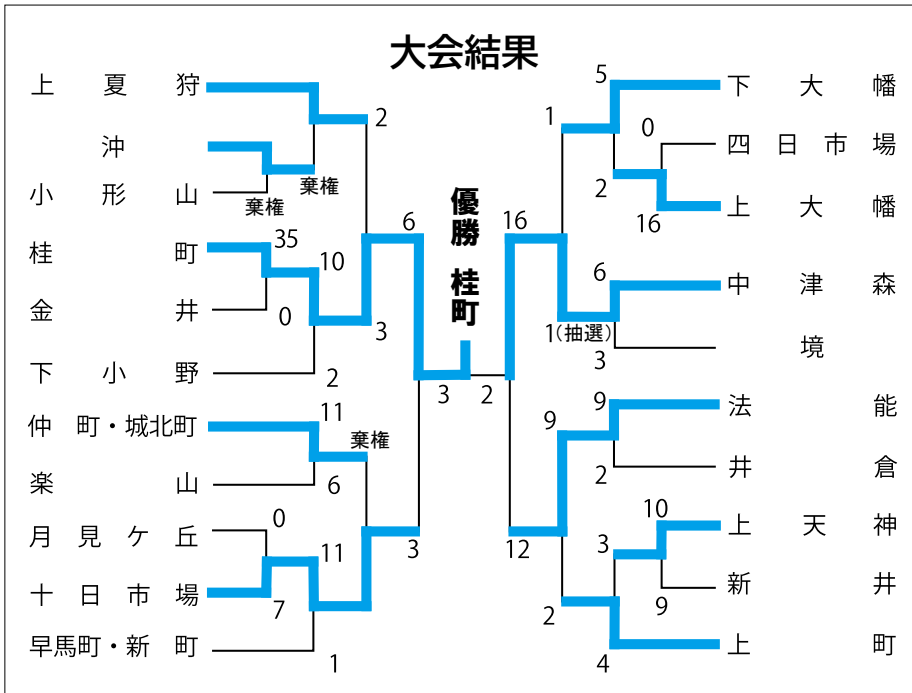 大会結果
上夏狩
沖
小形山
桂町
金井
下小野
仲町・城北町
楽山
月見ケ丘
十日市場
早馬町・新町
2
棄権
棄権
35
10
0
3
2
6
11
棄権
6
0
11
7
1
3
優勝 桂町
3
2
16
12
5
1
0
2
16
6
1(抽選)
3
9
9
2
10
3
9
2
4
下大幡
四日市場
上大幡
中津森
境
法能
井倉
上天神
新井
上町